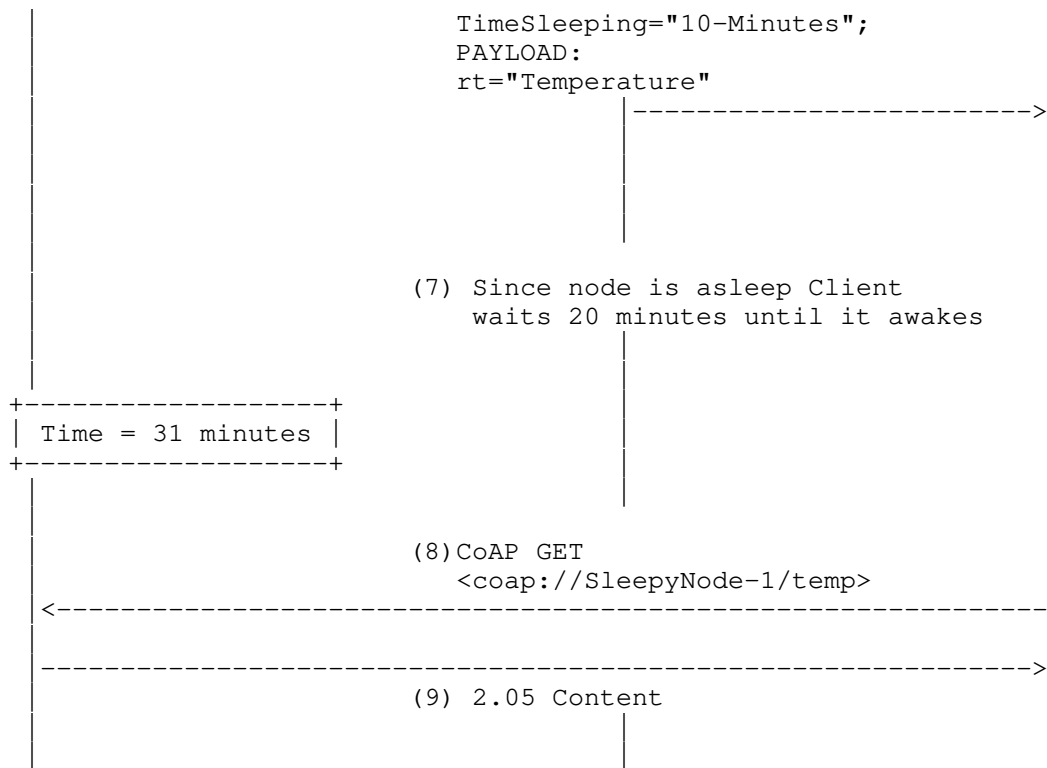 TimeSleeping="10-Minutes";
PAYLOAD:
rt="Temperature"
(7) Since node is asleep Client
waits 20 minutes until it awakes
Time = 31 minutes
(8)CoAP GET
<coap://SleepyNode-1/temp>
(9) 2.05 Content